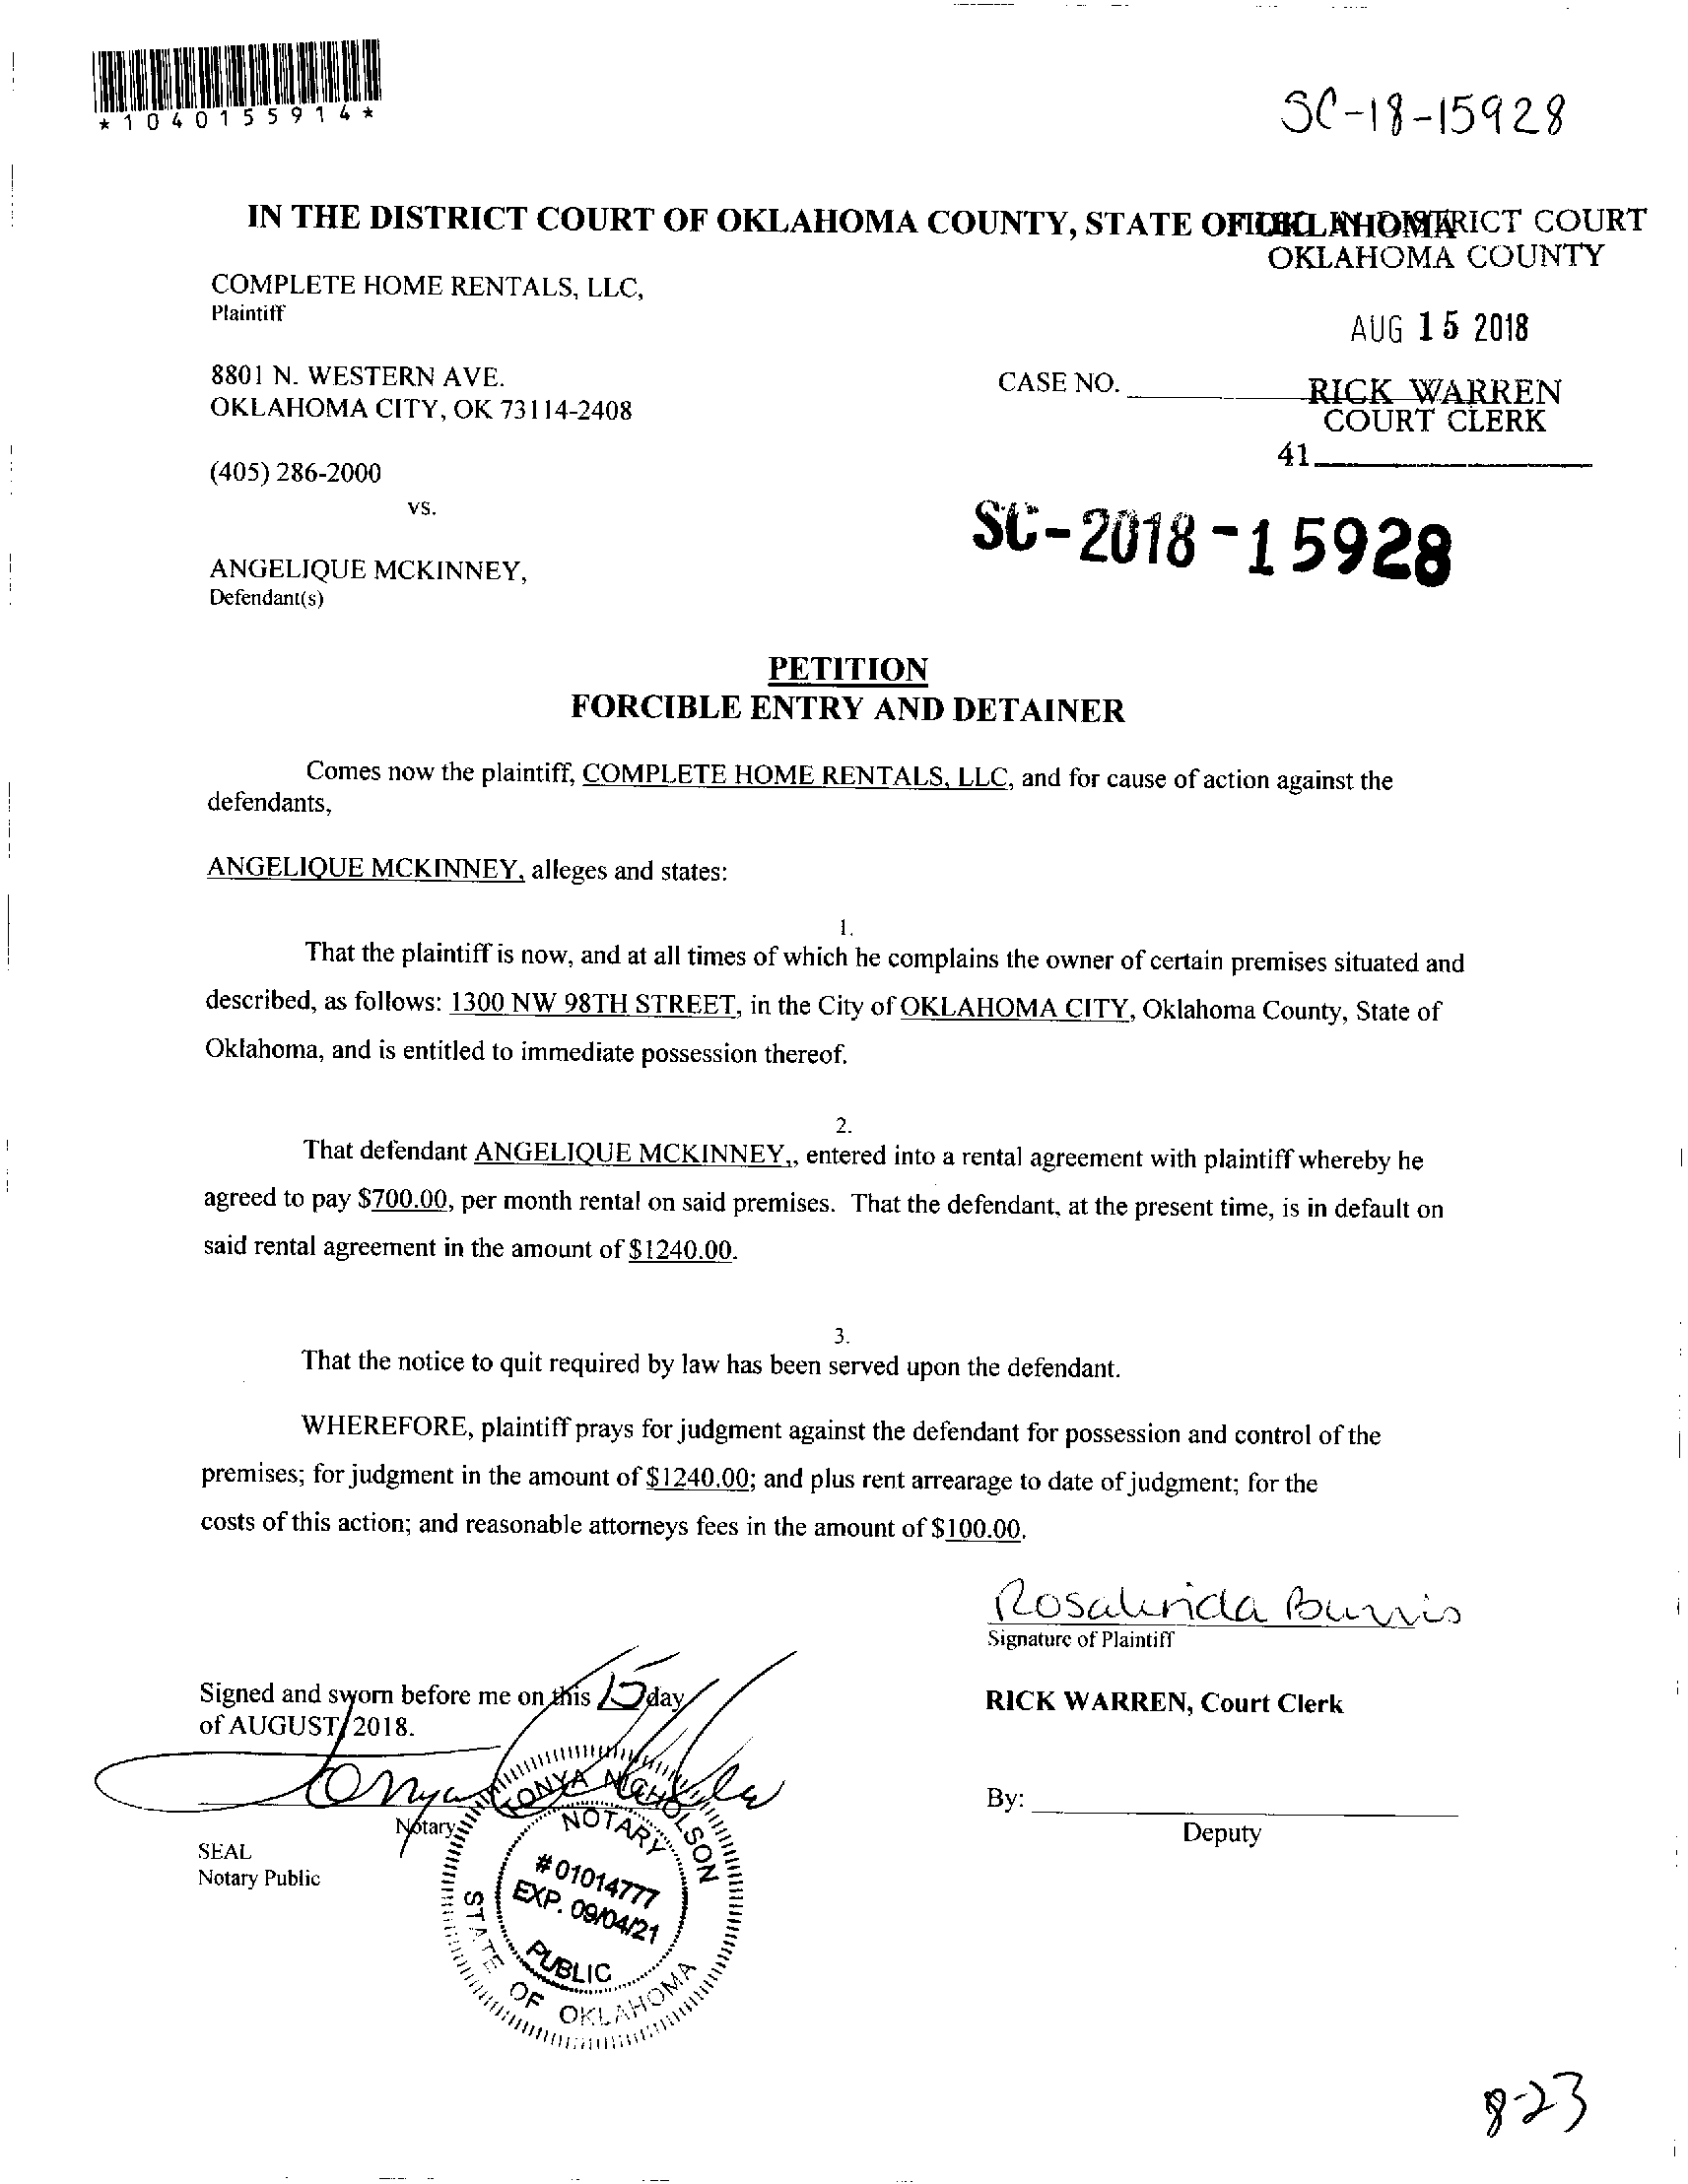 *1040155914*
SC-18-15928
IN THE DISTRICT COURT OF OKLAHOMA COUNTY, STATE OF OKLAHOMA
FILED IN DISTRICT COURT
OKLAHOMA COUNTY
COMPLETE HOME RENTALS, LLC,
Plaintiff
AUG 15 2018
8801 N. WESTERN AVE.
CASE NO.
RICK WARREN
OKLAHOMA CITY, OK 73114-2408
COURT CLERK
41
(405) 286-2000
vs.
SC-2018-15928
ANGELIQUE MCKINNEY,
Defendant(s)
PETITION
FORCIBLE ENTRY AND DETAINER
Comes now the plaintiff, COMPLETE HOME RENTALS, LLC, and for cause of action against the
defendants,
ANGELIQUE MCKINNEY, alleges and states:
1.
That the plaintiff is now, and at all times of which he complains the owner of certain premises situated and
described, as follows: 1300 NW 98TH STREET, in the City of OKLAHOMA CITY, Oklahoma County, State of
Oklahoma, and is entitled to immediate possession thereof.
2.
That defendant ANGELIQUE MCKINNEY,, entered into a rental agreement with plaintiff whereby he
agreed to pay $700.00, per month rental on said premises. That the defendant, at the present time, is in default on
said rental agreement in the amount of $1240.00.
3.
That the notice to quit required by law has been served upon the defendant.
WHEREFORE, plaintiff prays for judgment against the defendant for possession and control of the
premises; for judgment in the amount of $1240.00; and plus rent arrearage to date of judgment; for the
costs of this action; and reasonable attorneys fees in the amount of $100.00.
Rosalinda Burris
Signature of Plaintiff
Signed and sworn before me on this 15 day
of AUGUST, 2018.
RICK WARREN, Court Clerk
Tonya Nicholson
By:
Notary
Deputy
SEAL
Notary Public
TONYA NICHOLSON
NOTARY
#01014777
EXP. 09/04/21
PUBLIC
STATE OF OKLAHOMA
8-23